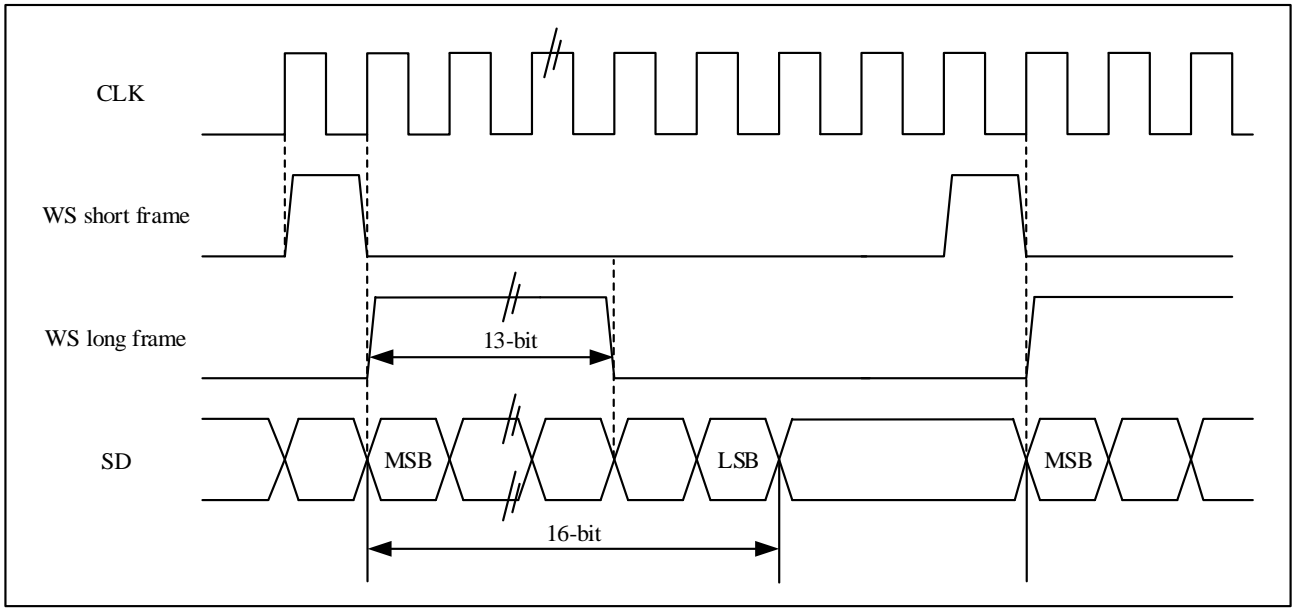 CLK
WS short frame
WS long frame
13-bit
SD
MSB
LSB
MSB
16-bit